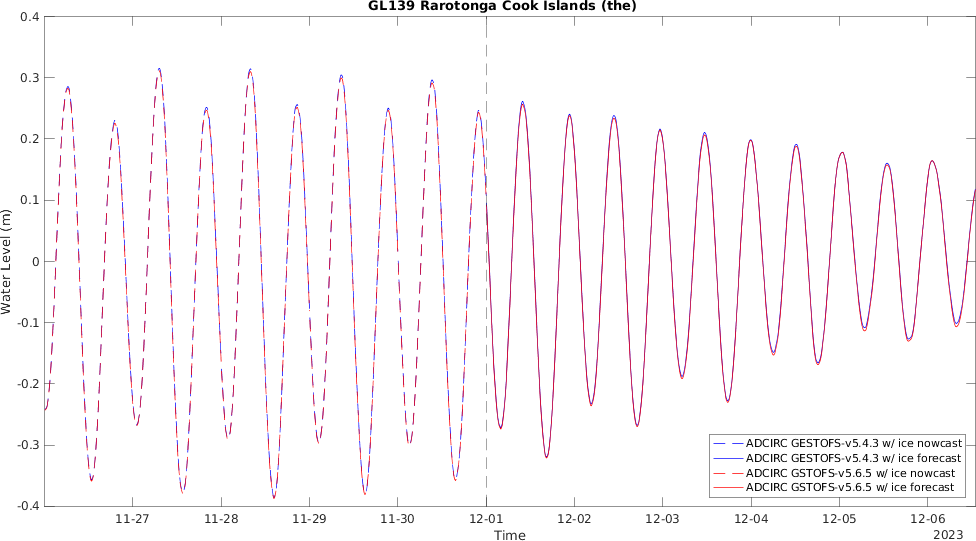 GL139 Rarotonga Cook Islands (the)
0.4
0.3
0.2
0.1
0
-0.1
-0.2
-0.3
-0.4
Water Level (m)
ADCIRC GESTOFS-v5.4.3 w/ ice nowcast
ADCIRC GESTOFS-v5.4.3 w/ ice forecast
ADCIRC GSTOFS-v5.6.5 w/ ice nowcast
ADCIRC GSTOFS-v5.6.5 w/ ice forecast
11-27 11-28 11-29 11-30 12-01 12-02 12-03 12-04 12-05 12-06
Time
2023